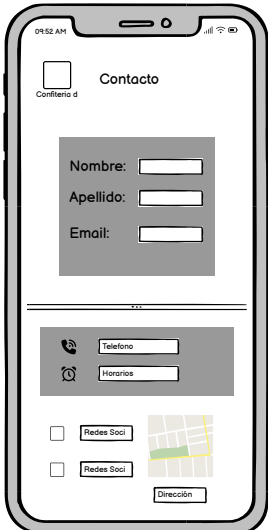 09:52 AM
Contacto
Confiteria d
Nombre:
Apellido:
Email:
Telefono
Horarios
Redes Soci
Redes Soci
Dirección